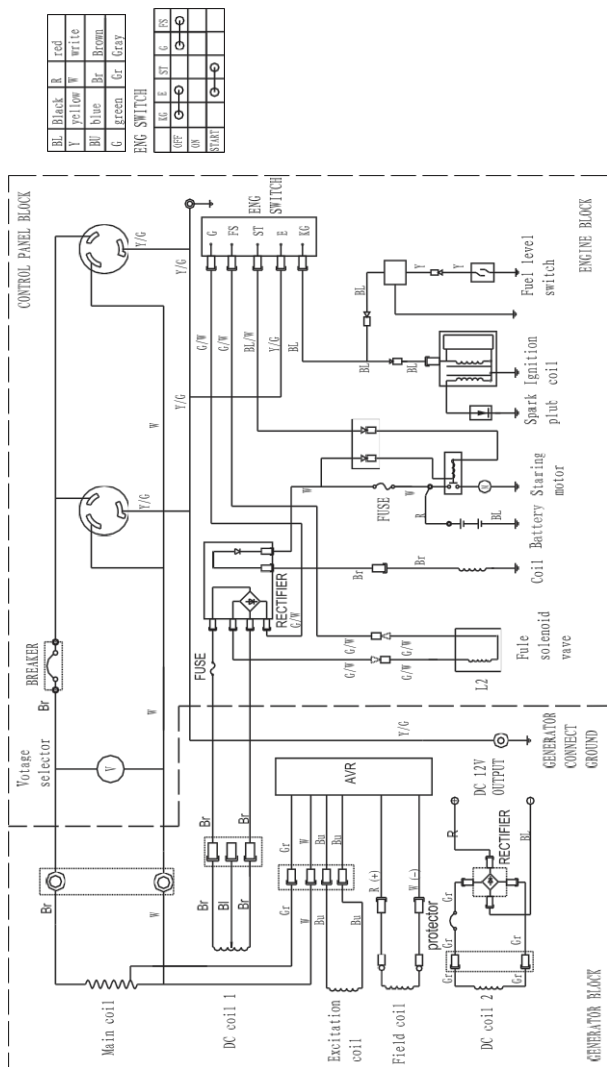 BL Black R red
Y yellow W write
BU blue Br Brown
G green Gr Gray
ENG SWITCH
KG E ST G FS
OFF
ON
START
CONTROL PANEL BLOCK
ENGINE BLOCK
Votage selector
V
BREAKER
Br
Br
W
W
W
Y/G
Y/G
Y/G
Y/G
ENG SWITCH
G
FS
ST
E
KG
G/W
G/W
BL/W
Y/G
BL
BL
BL
BL
Y
Y
Fuel level
switch
Ignition
coil
Spark
plub
Staring
motor
Battery
Coil
Fule
solenoid
vave
L2
FUSE
W
W
R
BL
M
Br
Br
RECTIFIER
G/W
FUSE
G/W
G/W
G/W
G/W
Y/G
GENERATOR
CONNECT
GROUND
DC 12V
OUTPUT
R
BL
RECTIFIER
AVR
Br
Br
Br
Bl
Br
Gr
W
Bu
Bu
Gr
W
Bu
Bu
R (+)
W (-)
protector
Gr
Gr
Gr
Gr
Gr
Main coil
DC coil 1
Excitation
coil
Field coil
DC coil 2
GENERATOR BLOCK